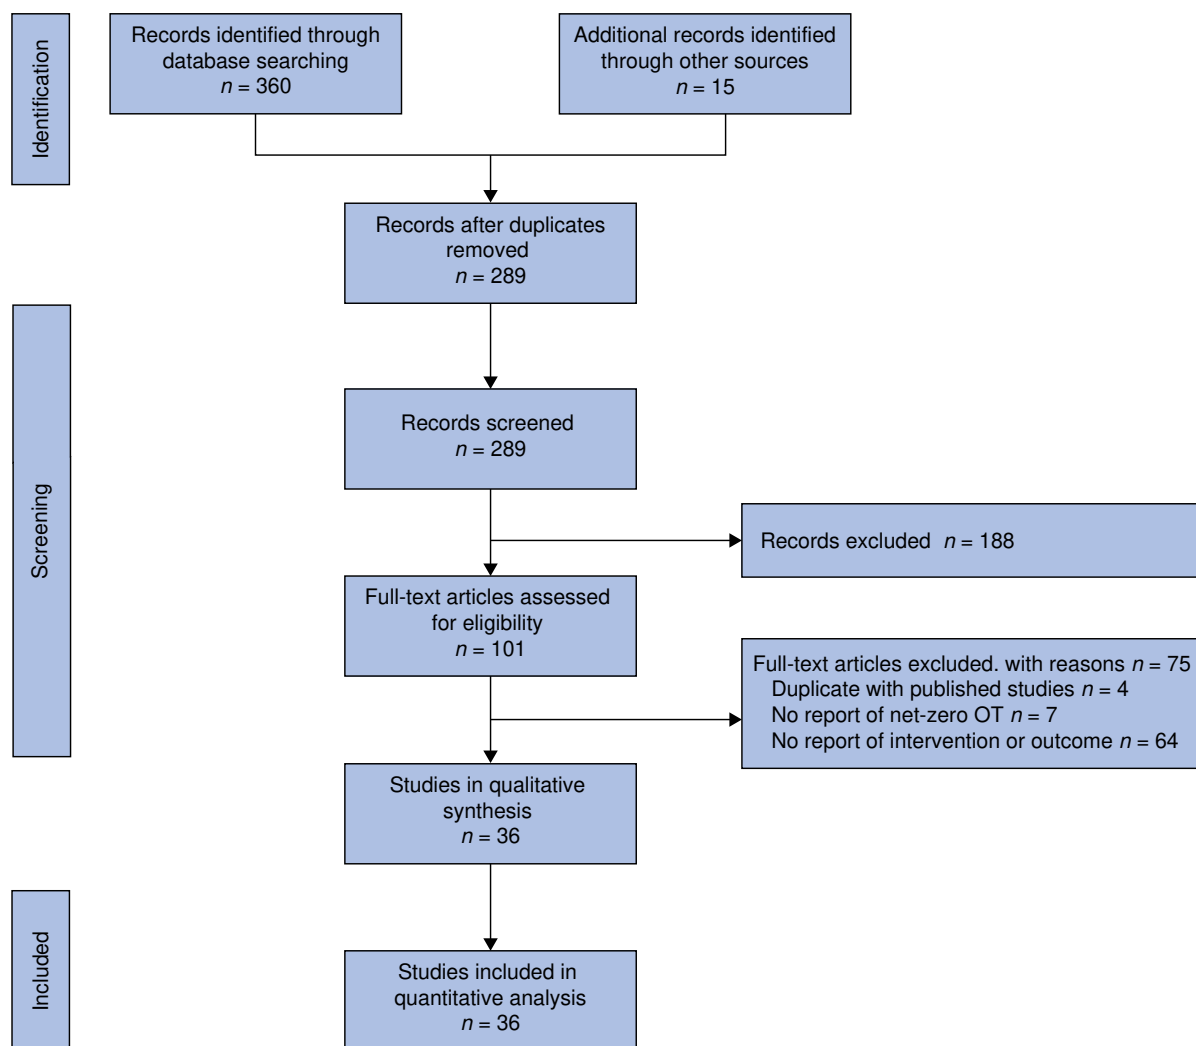 Identification
Records identified through
database searching
n = 360
Additional records identified
through other sources
n = 15
Records after duplicates
removed
n = 289
Screening
Records screened
n = 289
Records excluded n = 188
Full-text articles assessed
for eligibility
n = 101
Full-text articles excluded. with reasons n = 75
Duplicate with published studies n = 4
No report of net-zero OT n = 7
No report of intervention or outcome n = 64
Studies in qualitative
synthesis
n = 36
Included
Studies included in
quantitative analysis
n = 36